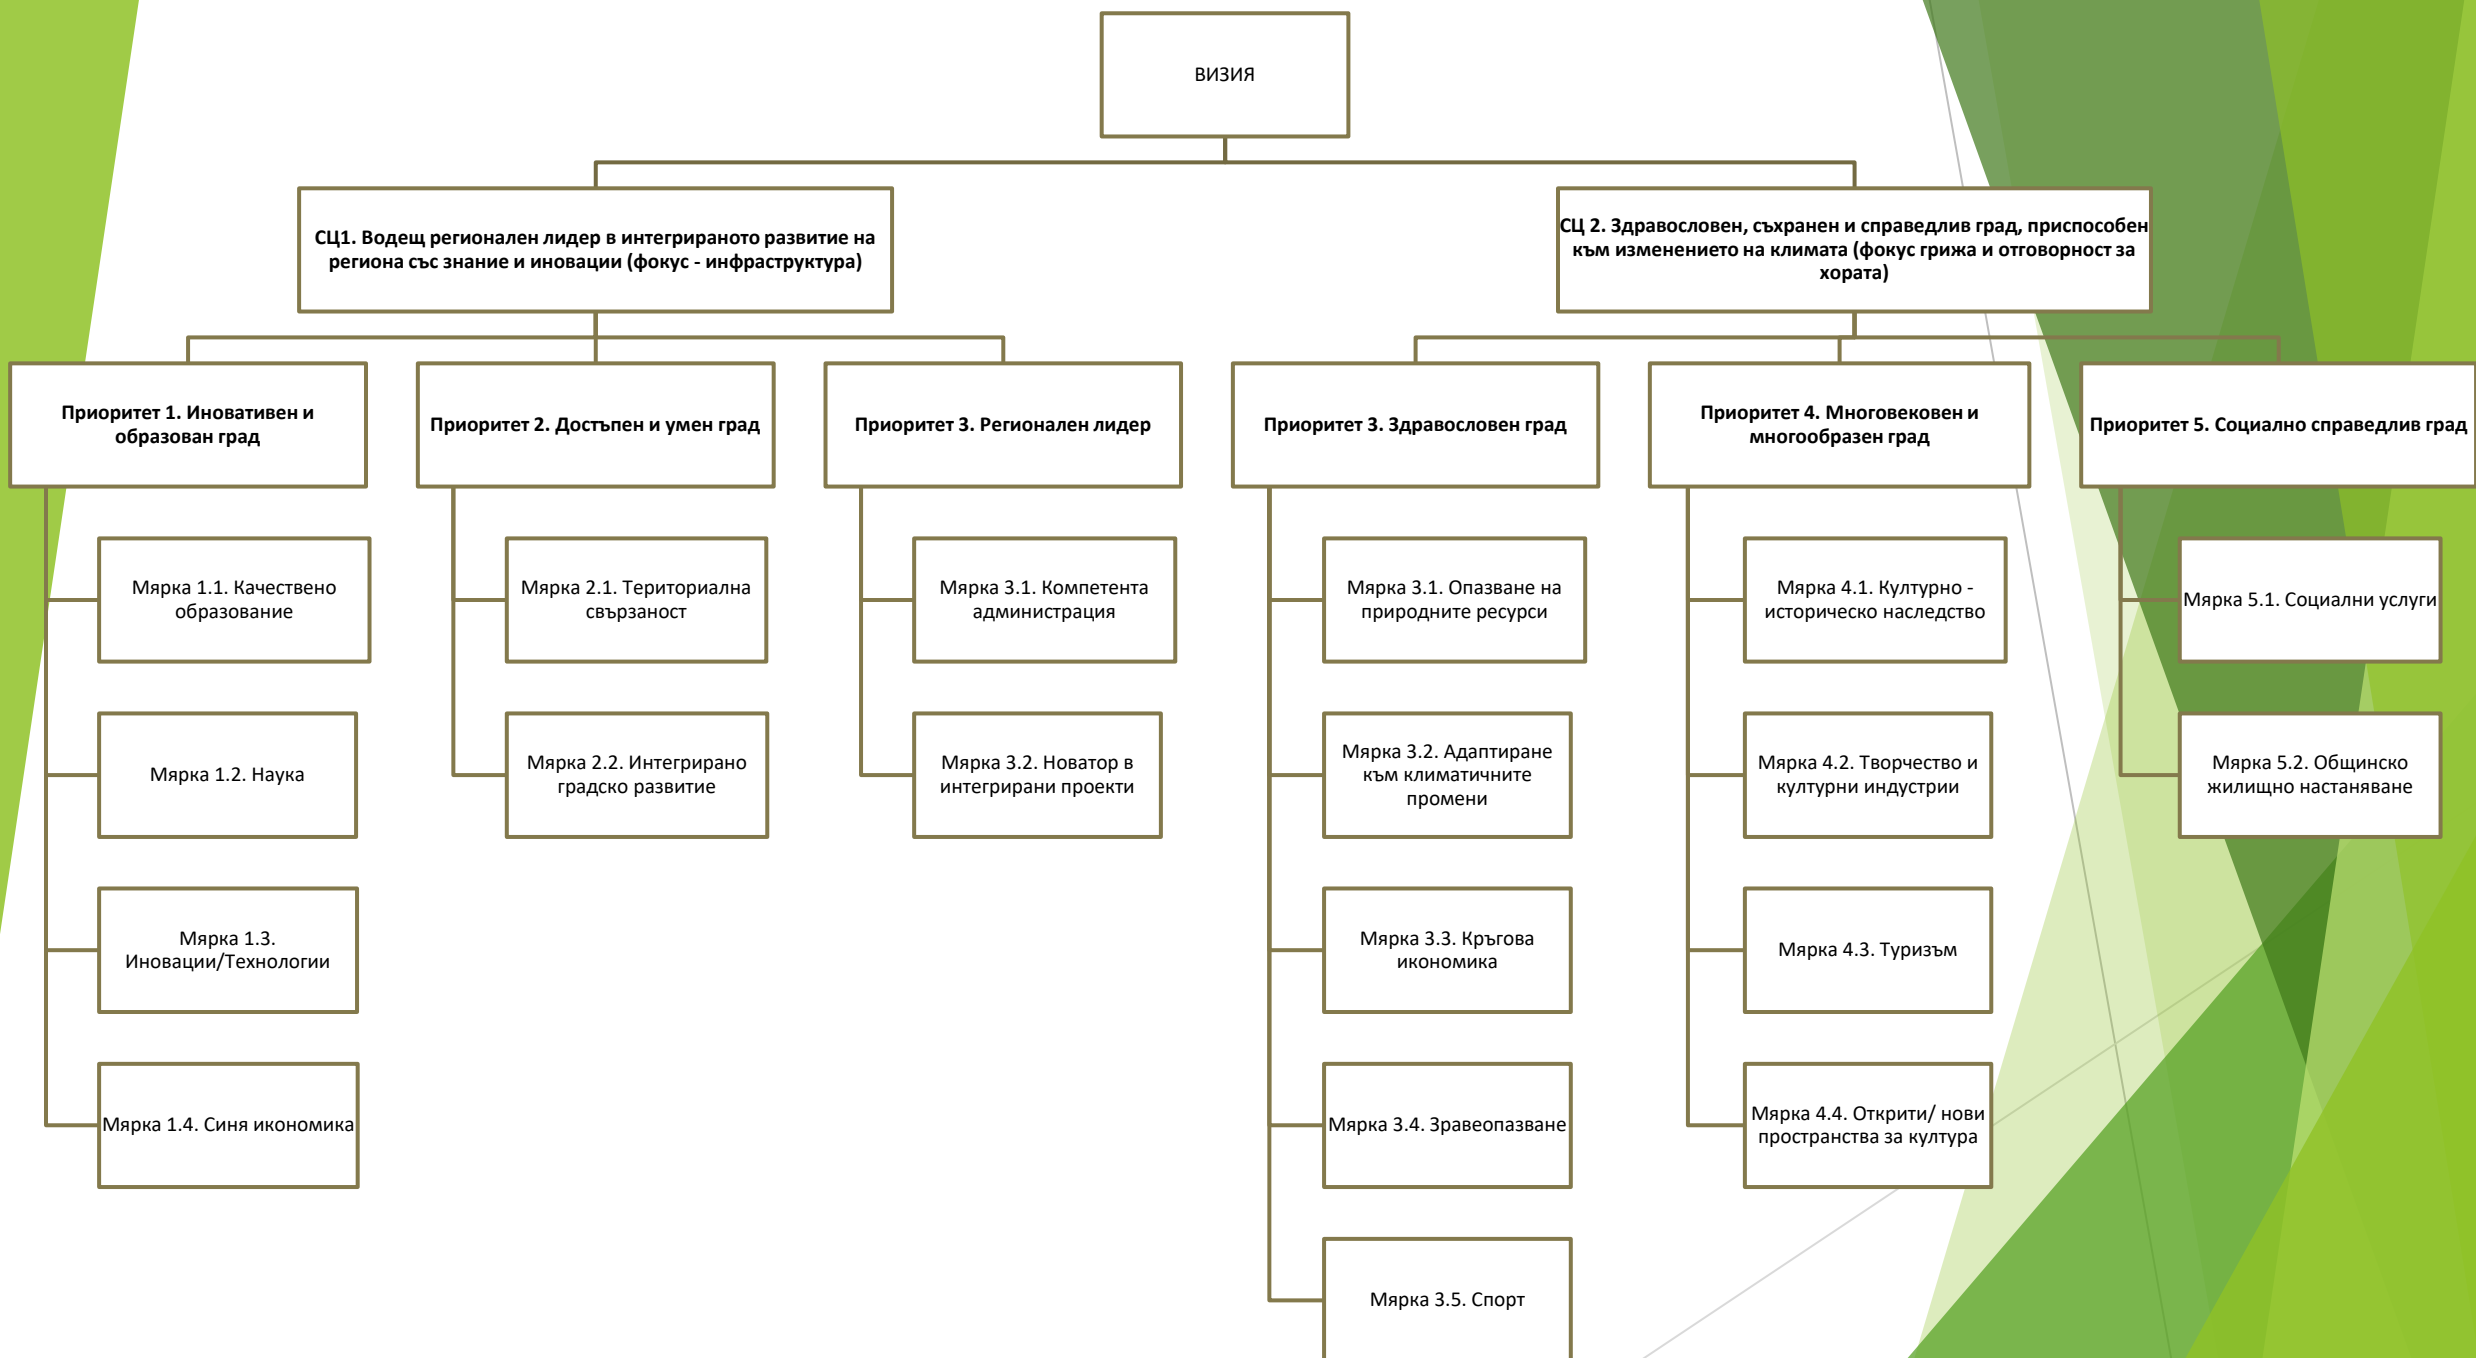 ВИЗИЯ
СЦ1. Водещ регионален лидер в интегрираното развитие на
региона със знание и иновации (фокус - инфраструктура)
СЦ 2. Здравословен, съхранен и справедлив град, приспособен
към изменението на климата (фокус грижа и отговорност за
хората)
Приоритет 1. Иновативен и
образован град
Мярка 1.1. Качествено
образование
Мярка 1.2. Наука
Мярка 1.3.
Иновации/Технологии
Мярка 1.4. Синя икономика
Приоритет 2. Достъпен и умен град
Мярка 2.1. Териториална
свързаност
Мярка 2.2. Интегрирано
градско развитие
Приоритет 3. Регионален лидер
Мярка 3.1. Компетента
администрация
Мярка 3.2. Новатор в
интегрирани проекти
Приоритет 3. Здравословен град
Мярка 3.1. Опазване на
природните ресурси
Мярка 3.2. Адаптиране
към климатичните
промени
Мярка 3.3. Кръгова
икономика
Мярка 3.4. Зравеопазване
Мярка 3.5. Спорт
Приоритет 4. Многовековен и
многообразен град
Мярка 4.1. Културно -
историческо наследство
Мярка 4.2. Творчество и
културни индустрии
Мярка 4.3. Туризъм
Мярка 4.4. Открити/ нови
пространства за култура
Приоритет 5. Социално справедлив град
Мярка 5.1. Социални услуги
Мярка 5.2. Общинско
жилищно настаняване